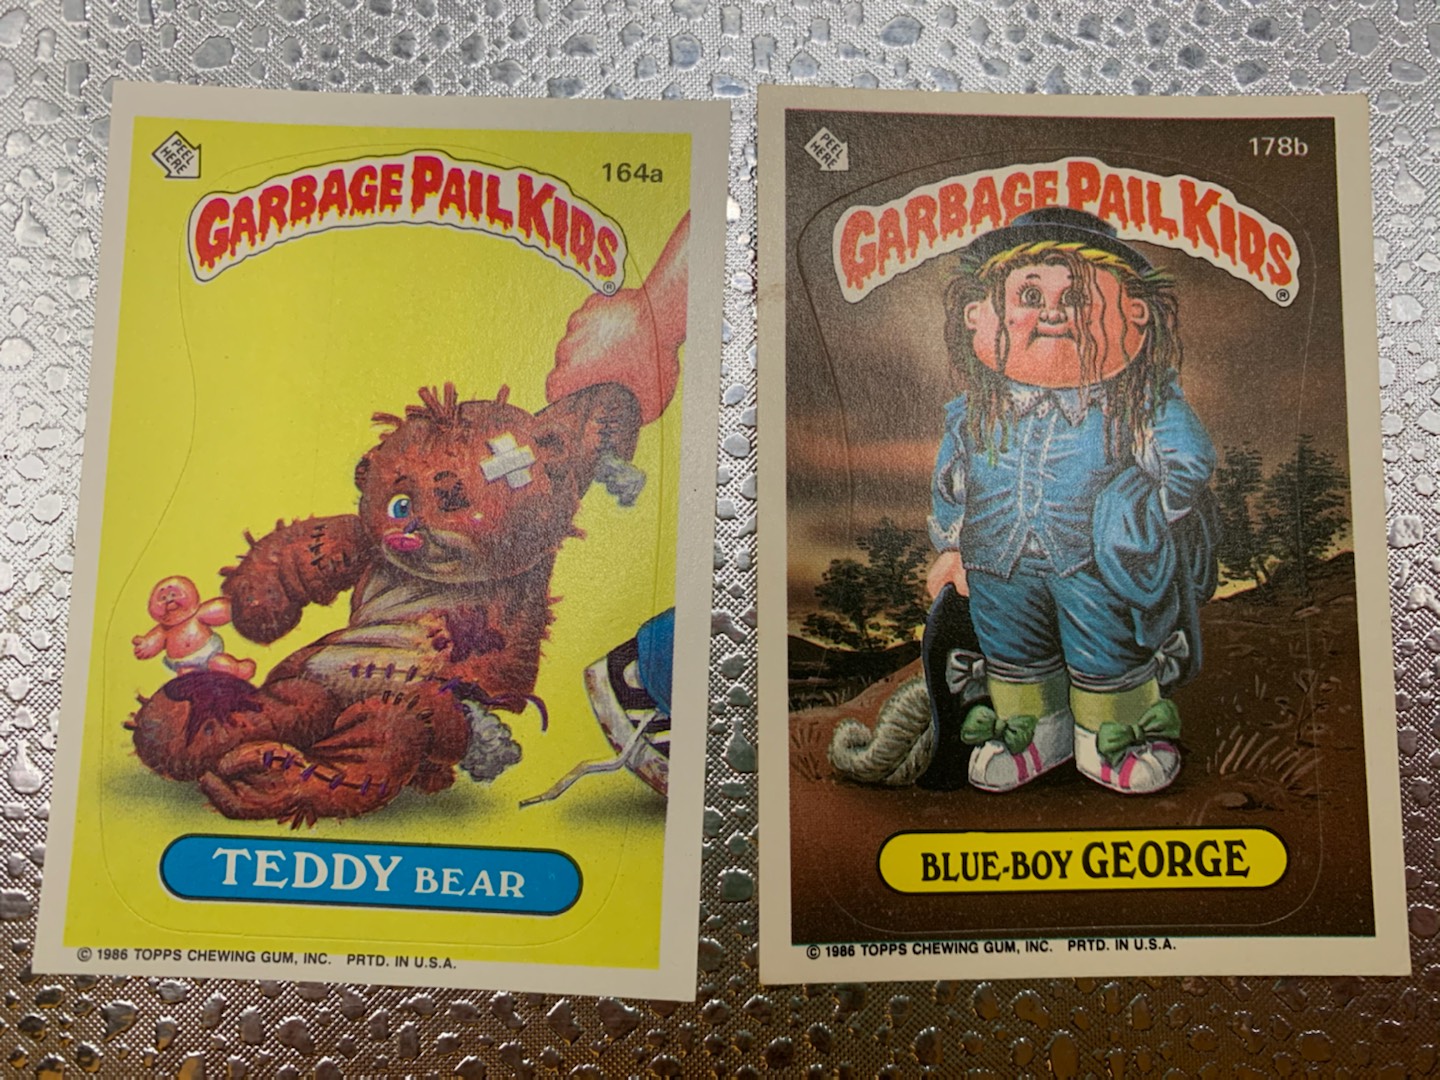 PEEL
HERE
164a
GARBAGE PAIL KIDS
®
TEDDY BEAR
© 1986 TOPPS CHEWING GUM, INC. PRTD. IN U.S.A.
PEEL
HERE
178b
GARBAGE PAIL KIDS
®
BLUE-BOY GEORGE
© 1986 TOPPS CHEWING GUM, INC. PRTD. IN U.S.A.